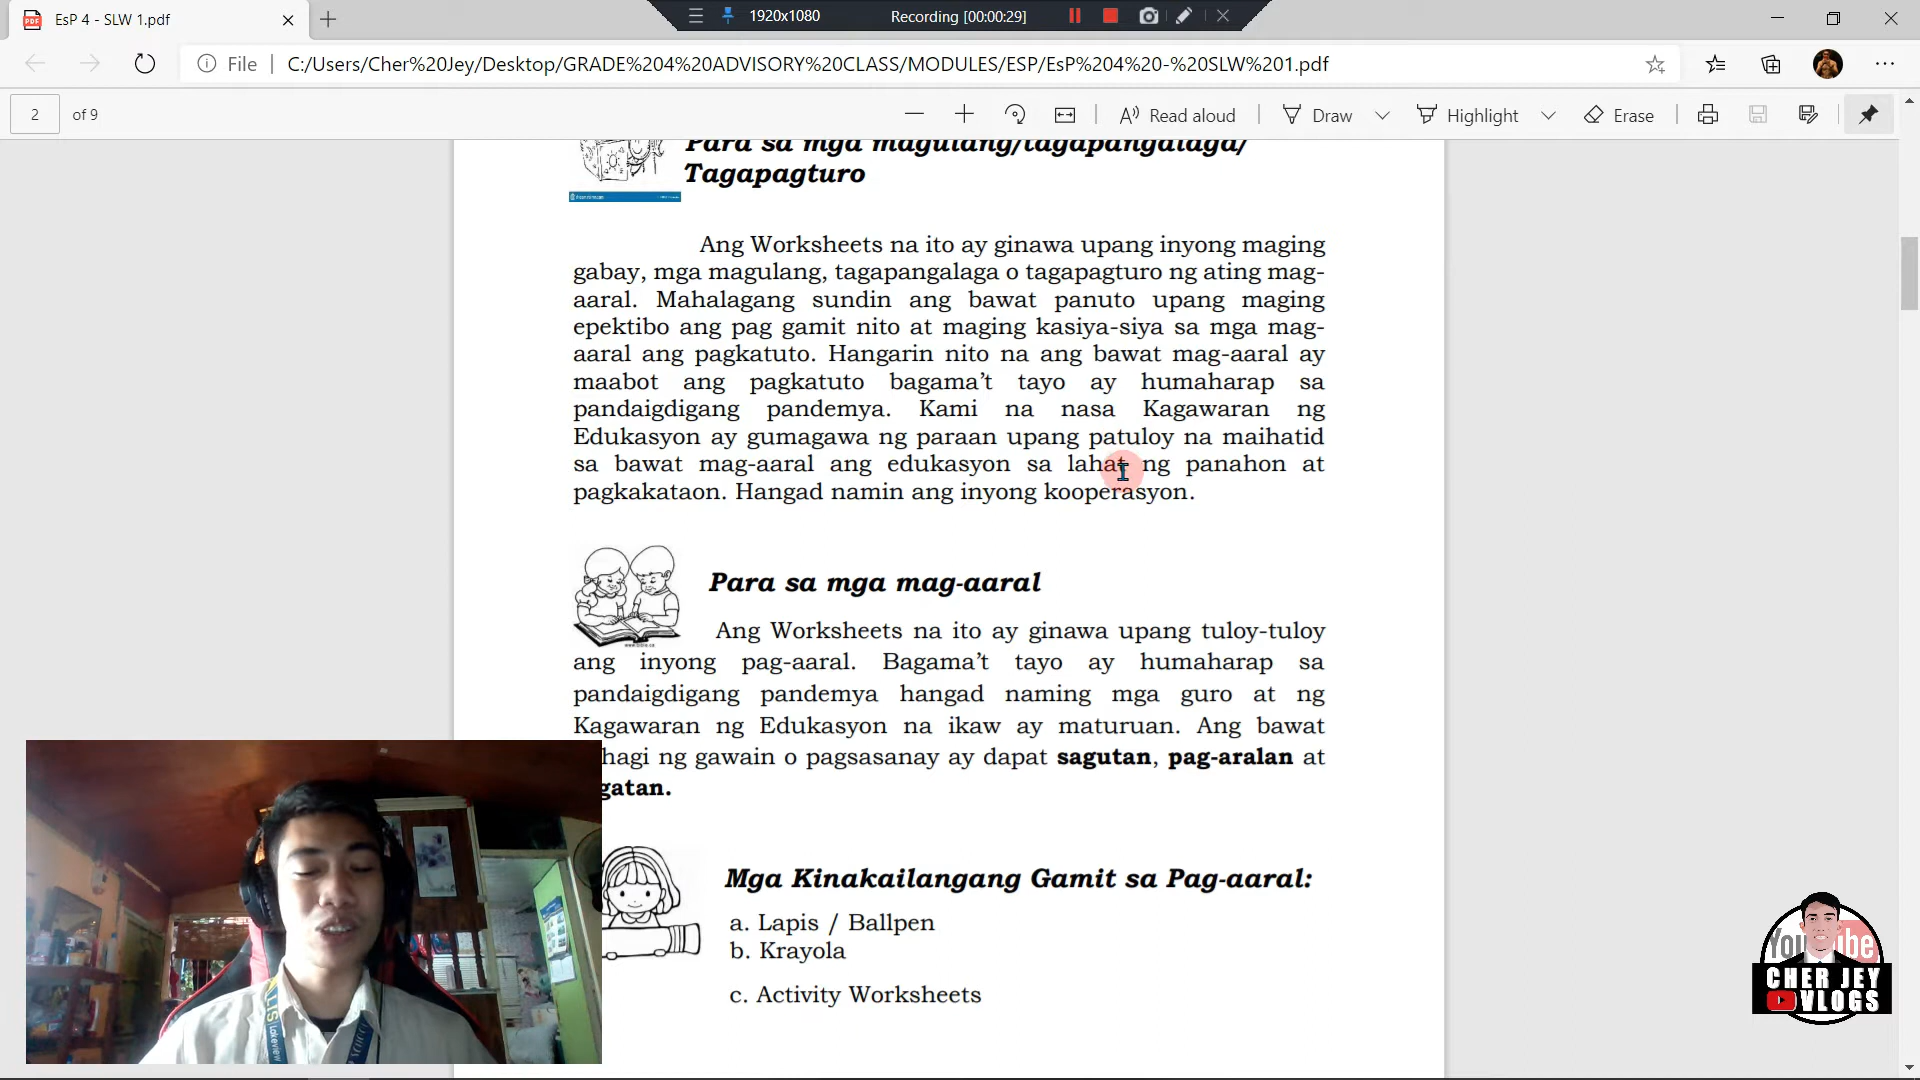 EsP 4 - SLW 1.pdf
1920x1080
Recording [00:00:29]
File
C:/Users/Cher%20Jey/Desktop/GRADE%204%20ADVISORY%20CLASS/MODULES/ESP/EsP%204%20-%20SLW%201.pdf
2 of 9
Read aloud
Draw
Highlight
Erase
Para sa mga magulang/tagapangalaga/
Tagapagturo
Ang Worksheets na ito ay ginawa upang inyong maging
gabay, mga magulang, tagapangalaga o tagapagturo ng ating mag-
aaral. Mahalagang sundin ang bawat panuto upang maging
epektibo ang pag gamit nito at maging kasiya-siya sa mga mag-
aaral ang pagkatuto. Hangarin nito na ang bawat mag-aaral ay
maabot ang pagkatuto bagama’t tayo ay humaharap sa
pandaigdigang pandemya. Kami na nasa Kagawaran ng
Edukasyon ay gumagawa ng paraan upang patuloy na maihatid
sa bawat mag-aaral ang edukasyon sa lahat ng panahon at
pagkakataon. Hangad namin ang inyong kooperasyon.
Para sa mga mag-aaral
Ang Worksheets na ito ay ginawa upang tuloy-tuloy
ang inyong pag-aaral. Bagama’t tayo ay humaharap sa
pandaigdigang pandemya hangad naming mga guro at ng
Kagawaran ng Edukasyon na ikaw ay maturuan. Ang bawat
hagi ng gawain o pagsasanay ay dapat sagutan, pag-aralan at
gatan.
Mga Kinakailangang Gamit sa Pag-aaral:
a. Lapis / Ballpen
b. Krayola
c. Activity Worksheets
LIS
Lakeview
YouTube
CHER JEY
VLOGS